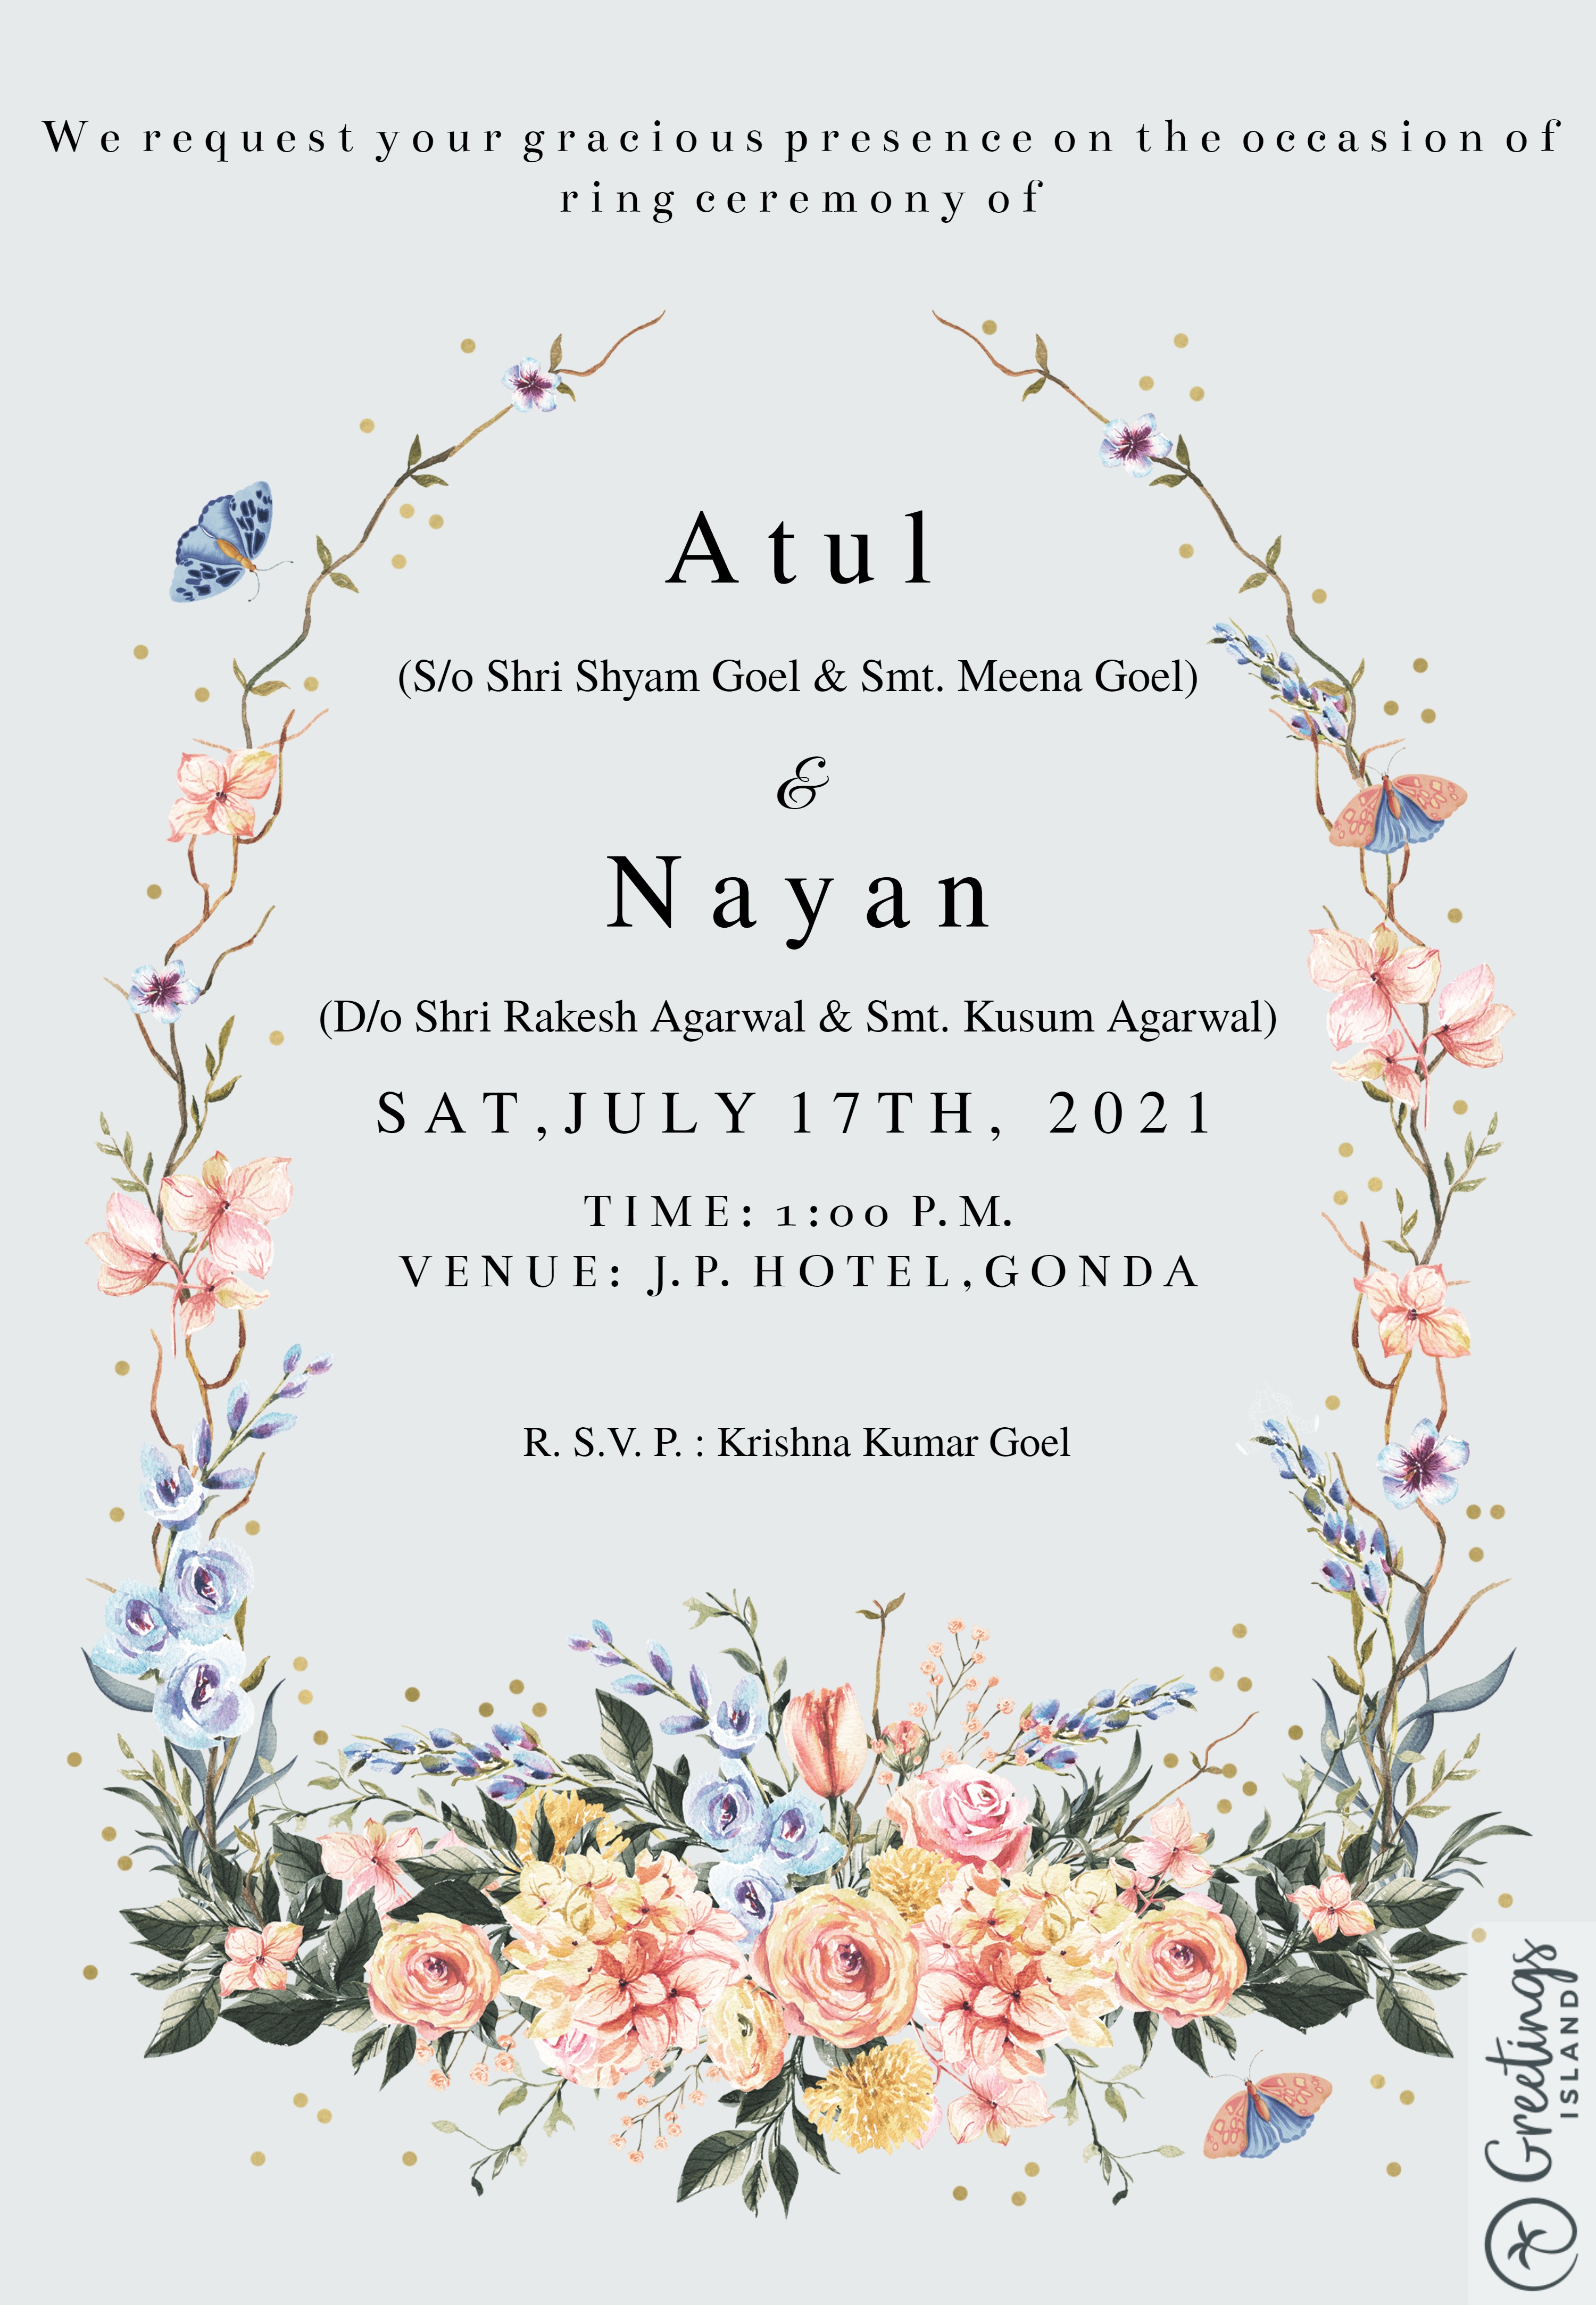 We request your gracious presence on the occasion of
ring ceremony of
Atul
(S/o Shri Shyam Goel & Smt. Meena Goel)
&
Nayan
(D/o Shri Rakesh Agarwal & Smt. Kusum Agarwal)
SAT,JULY 17TH, 2021
TIME: 1:00 P.M.
VENUE: J.P. HOTEL,GONDA
R. S.V. P. : Krishna Kumar Goel
Greetings
ISLAND